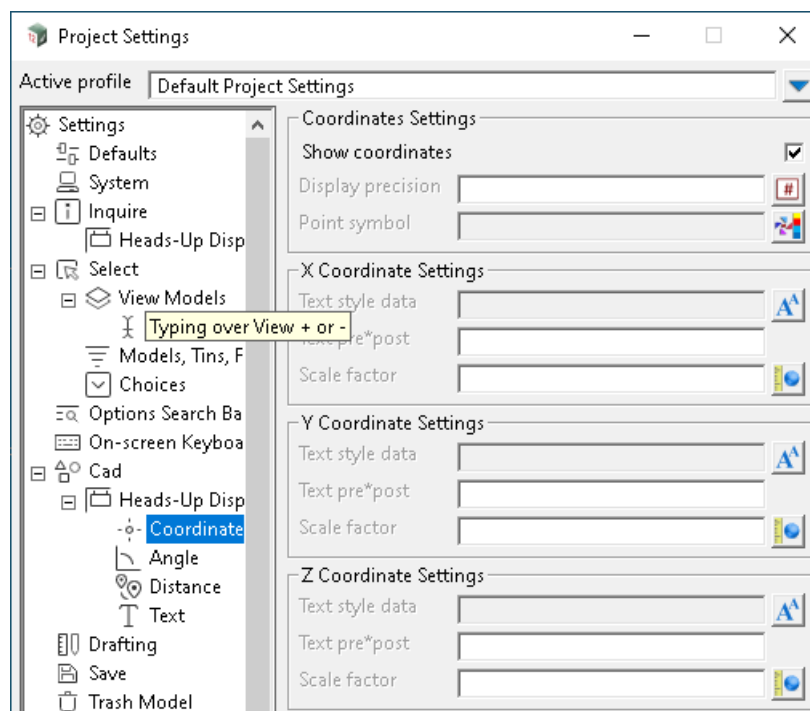 Project Settings
Active profile
Default Project Settings
Settings
Defaults
System
Inquire
Heads-Up Disp
Select
View Models
Typing over View + or -
Models, Tins, F
Choices
Options Search Ba
On-screen Keyboa
Cad
Heads-Up Disp
Coordinate
Angle
Distance
Text
Drafting
Save
Trash Model
Coordinates Settings
Show coordinates
Display precision
Point symbol
X Coordinate Settings
Text style data
Text pre*post
Scale factor
Y Coordinate Settings
Text style data
Text pre*post
Scale factor
Z Coordinate Settings
Text style data
Text pre*post
Scale factor